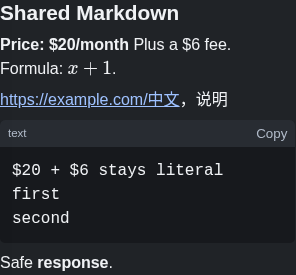 Shared Markdown
Price: $20/month Plus a $6 fee.
Formula: x + 1.
https://example.com/中文，说明
text Copy
$20 + $6 stays literal
first
second
Safe response.